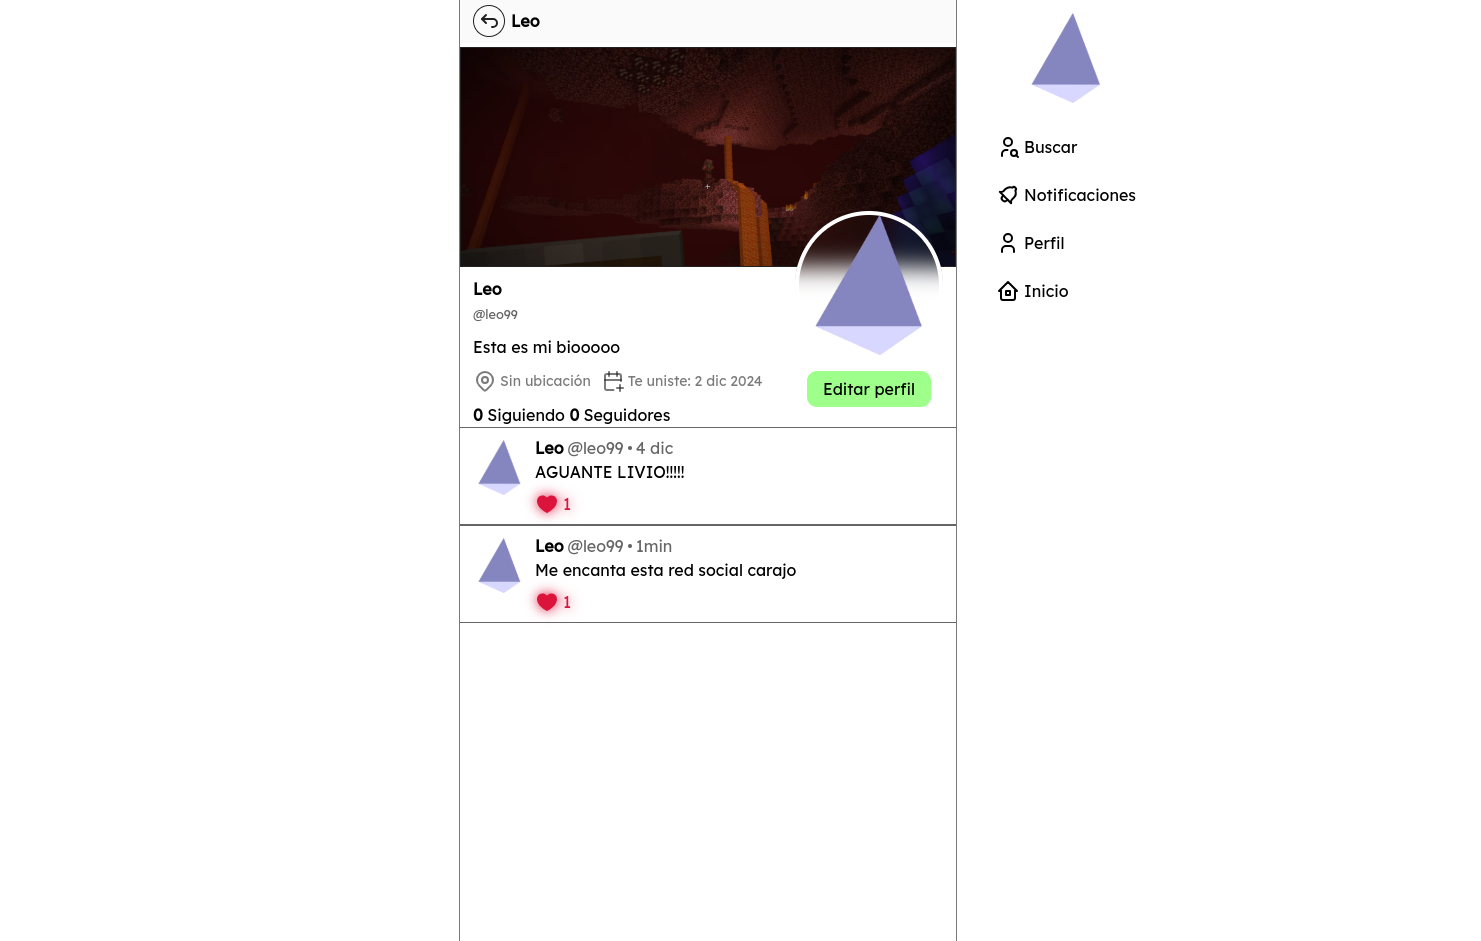 Leo
Leo
@leo99
Esta es mi biooooo
Sin ubicación Te uniste: 2 dic 2024
Editar perfil
0 Siguiendo 0 Seguidores
Leo @leo99 • 4 dic
AGUANTE LIVIO!!!!!
1
Leo @leo99 • 1min
Me encanta esta red social carajo
1
Buscar
Notificaciones
Perfil
Inicio